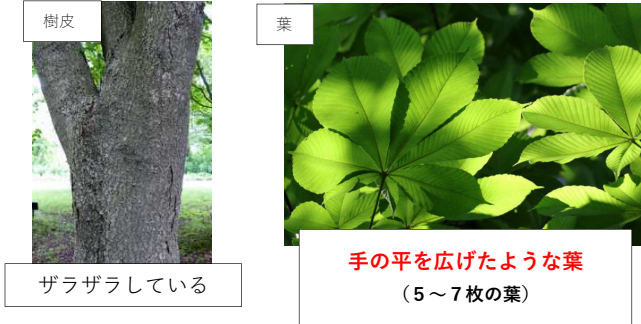 樹皮
葉
ザラザラしている
手の平を広げたような葉
（５～７枚の葉）